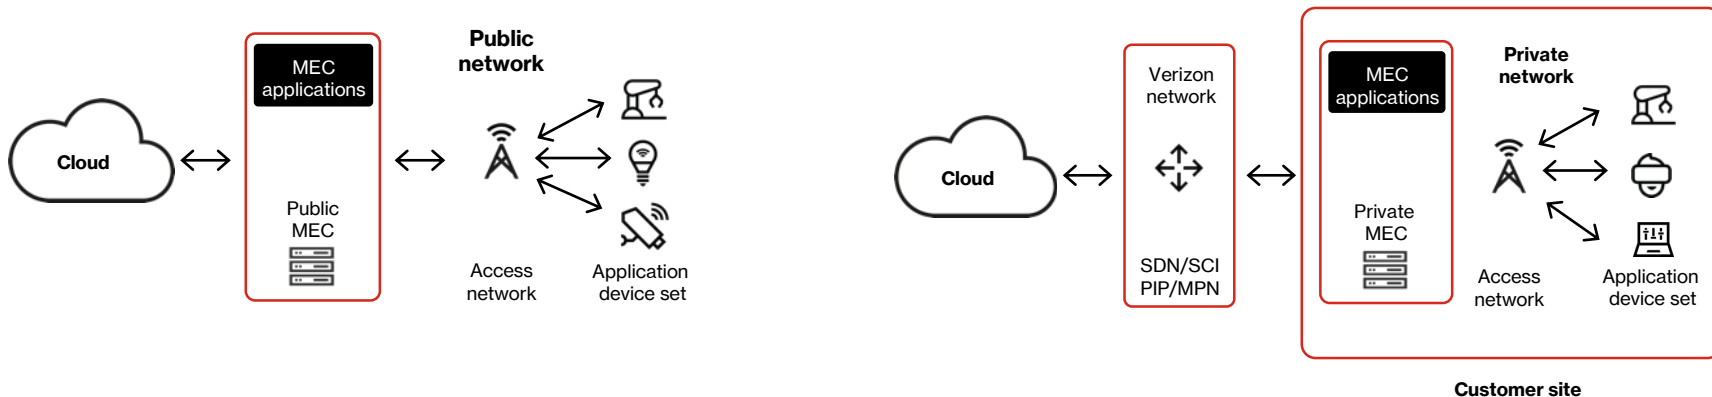 Cloud
MEC
applications
Public
MEC
Public
network
Access
network
Application
device set
Cloud
Verizon
network
SDN/SCI
PIP/MPN
MEC
applications
Private
MEC
Private
network
Access
network
Application
device set
Customer site